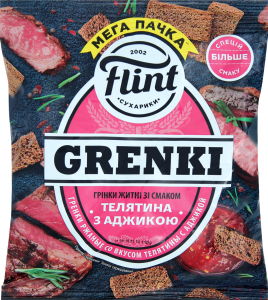 МЕГА ПАЧКА
2002
flint
СУХАРИКИ
СПЕЦІЙ
БІЛЬШЕ
СМАКУ
GRENKI
ГРІНКИ ЖИТНІ ЗІ СМАКОМ
ТЕЛЯТИНА
З АДЖИКОЮ
ГРЕНКИ РЖАНЫЕ СО ВКУСОМ ТЕЛЯТИНЫ С АДЖИКОЙ